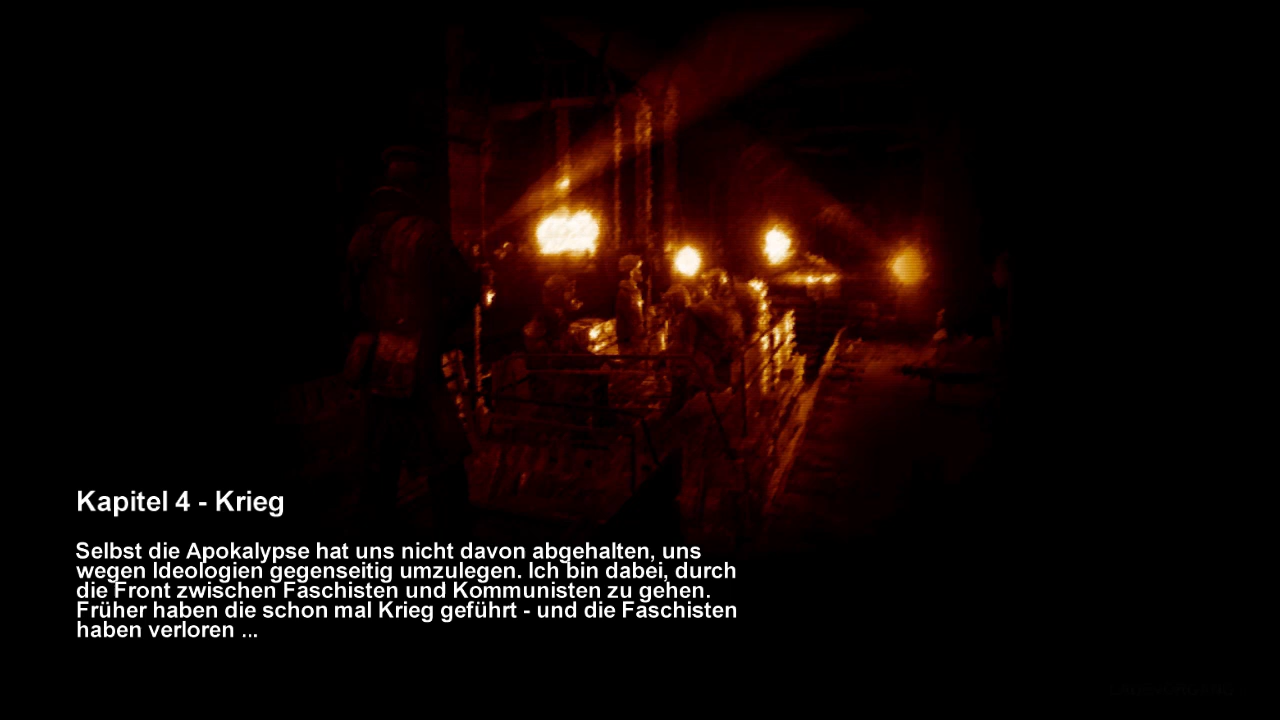 Kapitel 4 - Krieg
Selbst die Apokalypse hat uns nicht davon abgehalten, uns
wegen Ideologien gegenseitig umzulegen. Ich bin dabei, durch
die Front zwischen Faschisten und Kommunisten zu gehen.
Früher haben die schon mal Krieg geführt - und die Faschisten
haben verloren ...